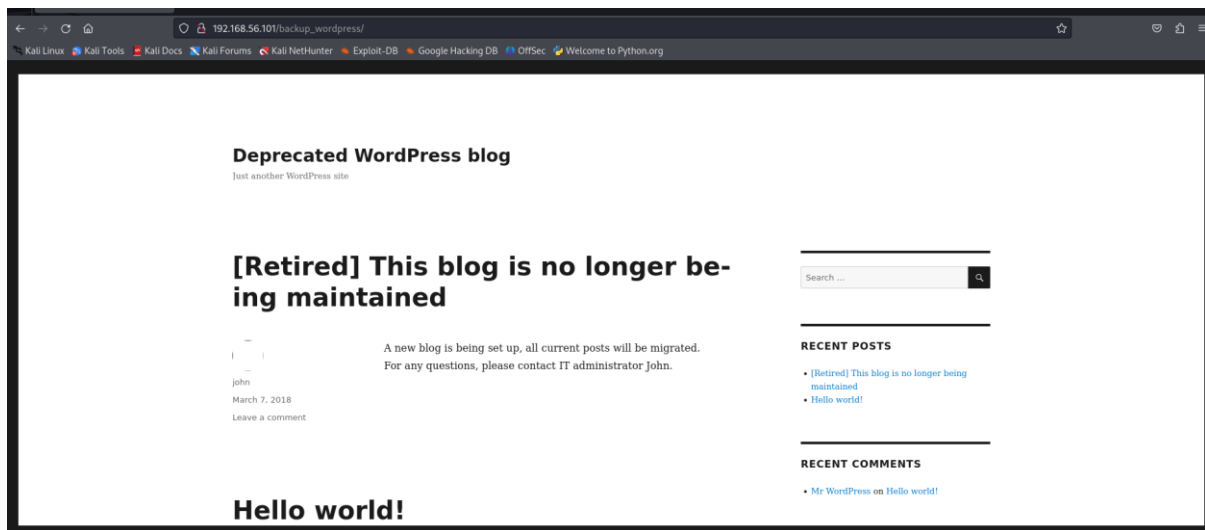 192.168.56.101/backup_wordpress/
Kali Linux Kali Tools Kali Docs Kali Forums Kali NetHunter Exploit-DB Google Hacking DB OffSec Welcome to Python.org
Deprecated WordPress blog
Just another WordPress site
[Retired] This blog is no longer be-
ing maintained
A new blog is being set up, all current posts will be migrated.
For any questions, please contact IT administrator John.
john
March 7, 2018
Leave a comment
Hello world!
Search ...
RECENT POSTS
[Retired] This blog is no longer being
maintained
Hello world!
RECENT COMMENTS
Mr WordPress on Hello world!